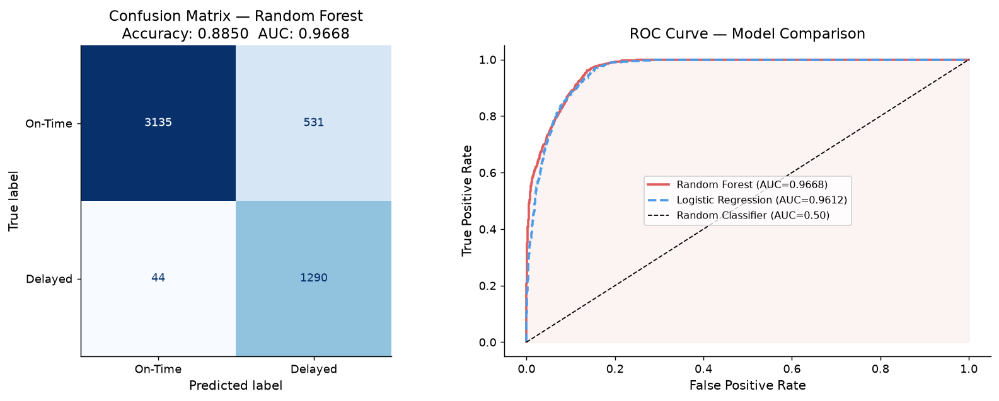 Confusion Matrix — Random Forest
Accuracy: 0.8850  AUC: 0.9668
True label
On-Time
Delayed
3135
531
44
1290
On-Time
Delayed
Predicted label
ROC Curve — Model Comparison
True Positive Rate
1.0
0.8
0.6
0.4
0.2
0.0
Random Forest (AUC=0.9668)
Logistic Regression (AUC=0.9612)
Random Classifier (AUC=0.50)
0.0
0.2
0.4
0.6
0.8
1.0
False Positive Rate